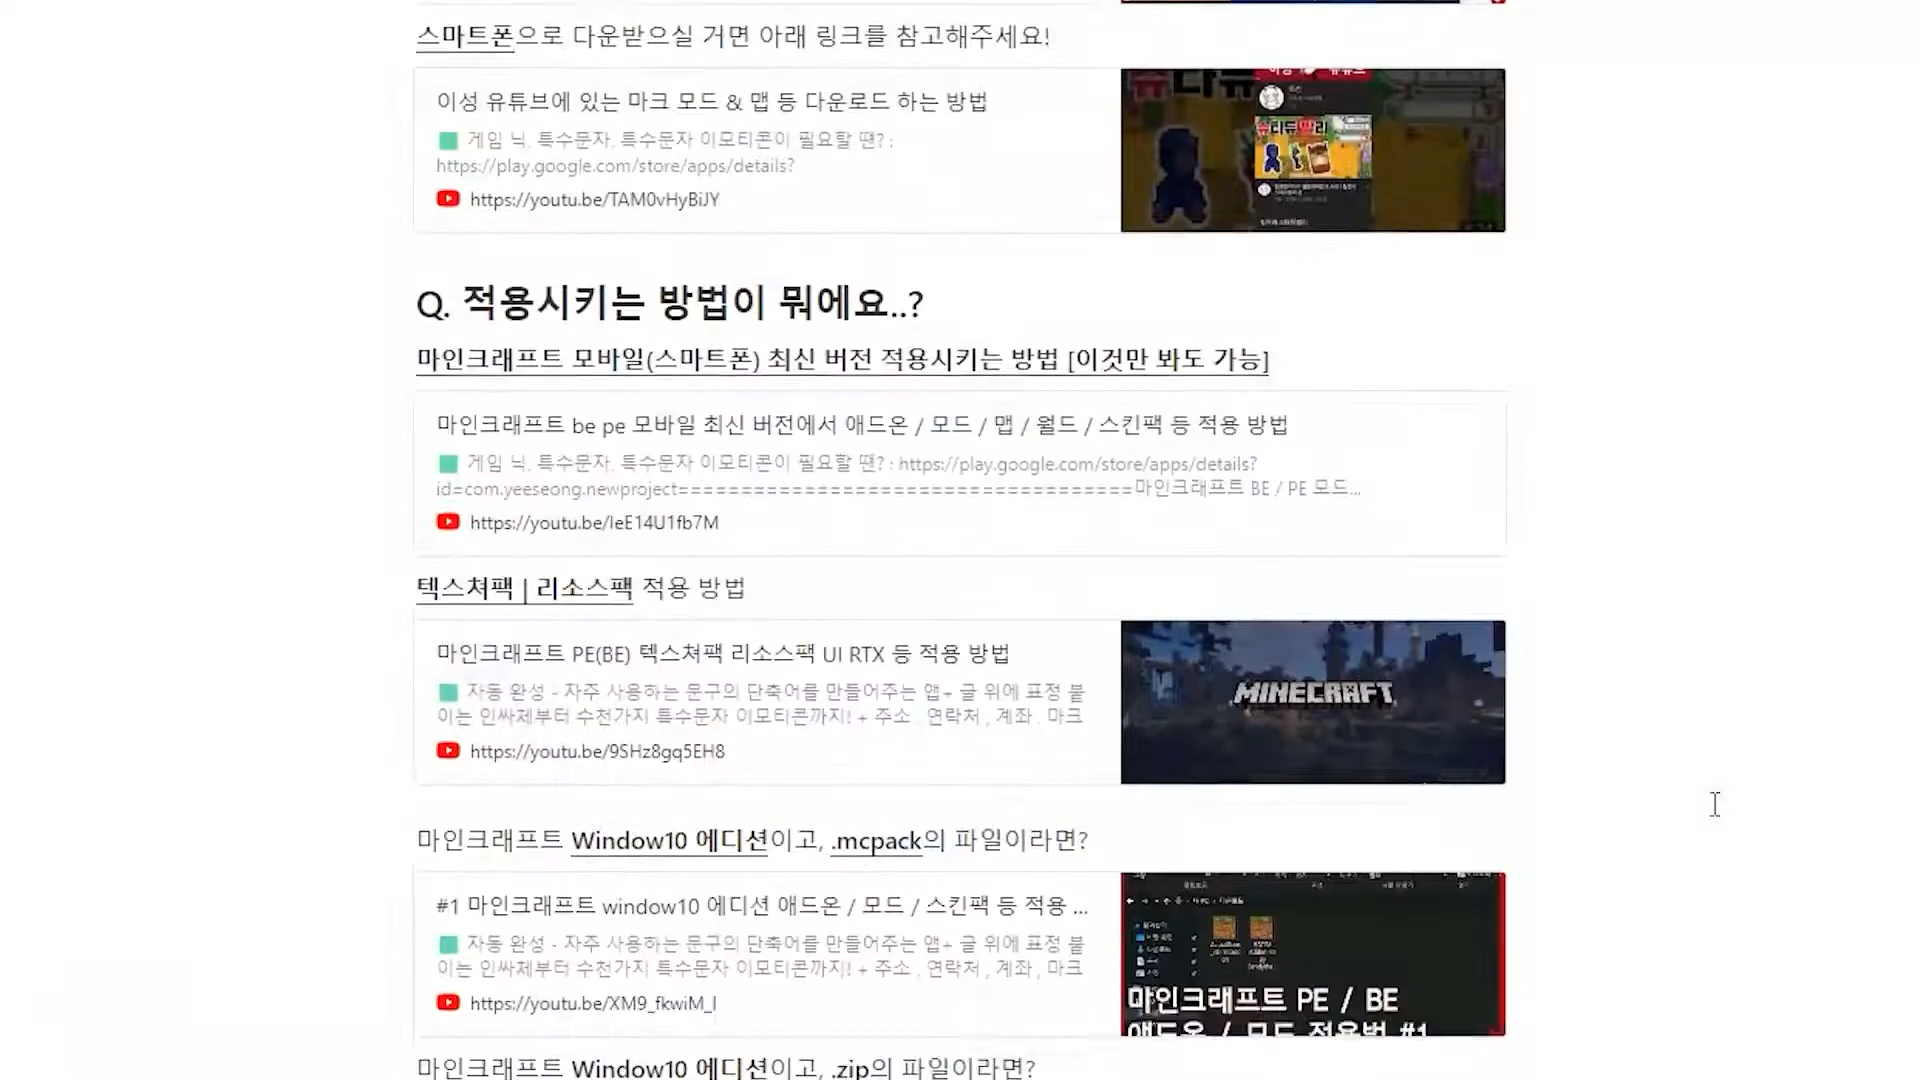 스마트폰으로 다운받으실 거면 아래 링크를 참고해주세요!
이성 유튜브에 있는 마크 모드 & 맵 등 다운로드 하는 방법
게임 닉, 특수문자, 특수문자 이모티콘이 필요할 땐? :
https://play.google.com/store/apps/details?
https://youtu.be/TAM0vHyBiJY
Q. 적용시키는 방법이 뭐에요..?
마인크래프트 모바일(스마트폰) 최신 버전 적용시키는 방법 [이것만 봐도 가능]
마인크래프트 be pe 모바일 최신 버전에서 애드온 / 모드 / 맵 / 월드 / 스킨팩 등 적용 방법
게임 닉, 특수문자, 특수문자 이모티콘이 필요할 땐? : https://play.google.com/store/apps/details?
id=com.yeeseong.newproject====================================마인크래프트 BE / PE 모드...
https://youtu.be/IeE14U1fb7M
텍스쳐팩 | 리소스팩 적용 방법
마인크래프트 PE(BE) 텍스쳐팩 리소스팩 UI RTX 등 적용 방법
자동 완성 - 자주 사용하는 문구의 단축어를 만들어주는 앱+ 글 위에 표정 붙
이는 인싸체부터 수천가지 특수문자 이모티콘까지! + 주소 , 연락처 , 계좌 , 마크
https://youtu.be/9SHz8gq5EH8
MINECRAFT
마인크래프트 Window10 에디션이고, .mcpack의 파일이라면?
#1 마인크래프트 window10 에디션 애드온 / 모드 / 스킨팩 등 적용 ...
자동 완성 - 자주 사용하는 문구의 단축어를 만들어주는 앱+ 글 위에 표정 붙
이는 인싸체부터 수천가지 특수문자 이모티콘까지! + 주소 , 연락처 , 계좌 , 마크
https://youtu.be/XM9_fkwiM_I
마인크래프트 PE / BE
애드온 / 모드 적용법 #1
마인크래프트 Window10 에디션이고, .zip의 파일이라면?